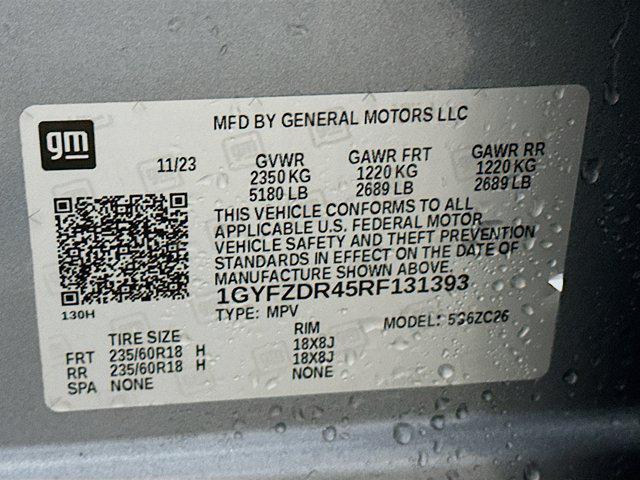 gm
MFD BY GENERAL MOTORS LLC
11/23 GVWR GAWR FRT GAWR RR
2350 KG 1220 KG 1220 KG
5180 LB 2689 LB 2689 LB
THIS VEHICLE CONFORMS TO ALL
APPLICABLE U.S. FEDERAL MOTOR
VEHICLE SAFETY AND THEFT PREVENTION
STANDARDS IN EFFECT ON THE DATE OF
MANUFACTURE SHOWN ABOVE.
1GYFZDR45RF131393
130H
TYPE: MPV MODEL:
TIRE SIZE RIM
FRT 235/60R18 H 18X8J
RR 235/60R18 H 18X8J
SPA NONE NONE